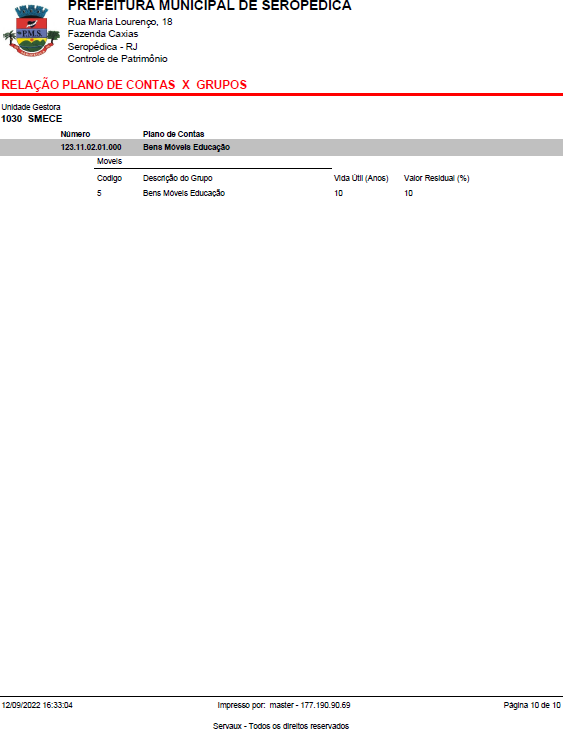 PREFEITURA MUNICIPAL DE SEROPÉDICA
Rua Maria Lourenço, 18
Fazenda Caxias
Seropédica - RJ
Controle de Patrimônio
P.M.S.
RELAÇÃO PLANO DE CONTAS X GRUPOS
Unidade Gestora
1030 SMECE
Número Plano de Contas
123.11.02.01.000 Bens Móveis Educação
Moveis
Codigo Descrição do Grupo Vida Útil (Anos) Valor Residual (%)
5 Bens Móveis Educação 10 10
12/09/2022 16:33:04 Impresso por: master - 177.190.90.69 Página 10 de 10
Servaux - Todos os direitos reservados